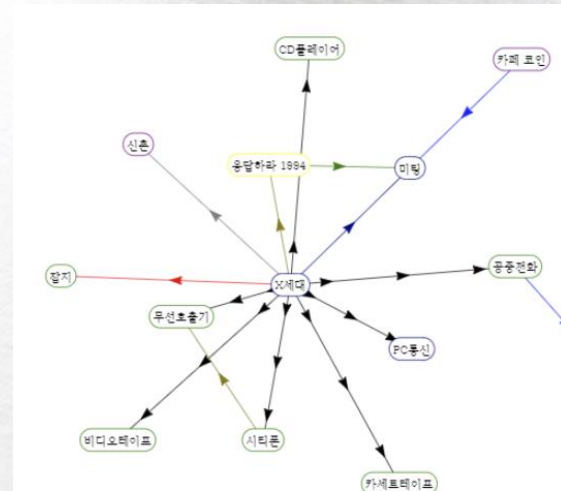 CD플레이어
카페 코인
신촌
응답하라 1994
미팅
공중전화
잡지
X세대
무선호출기
PC통신
비디오테이프
시티폰
카세트테이프